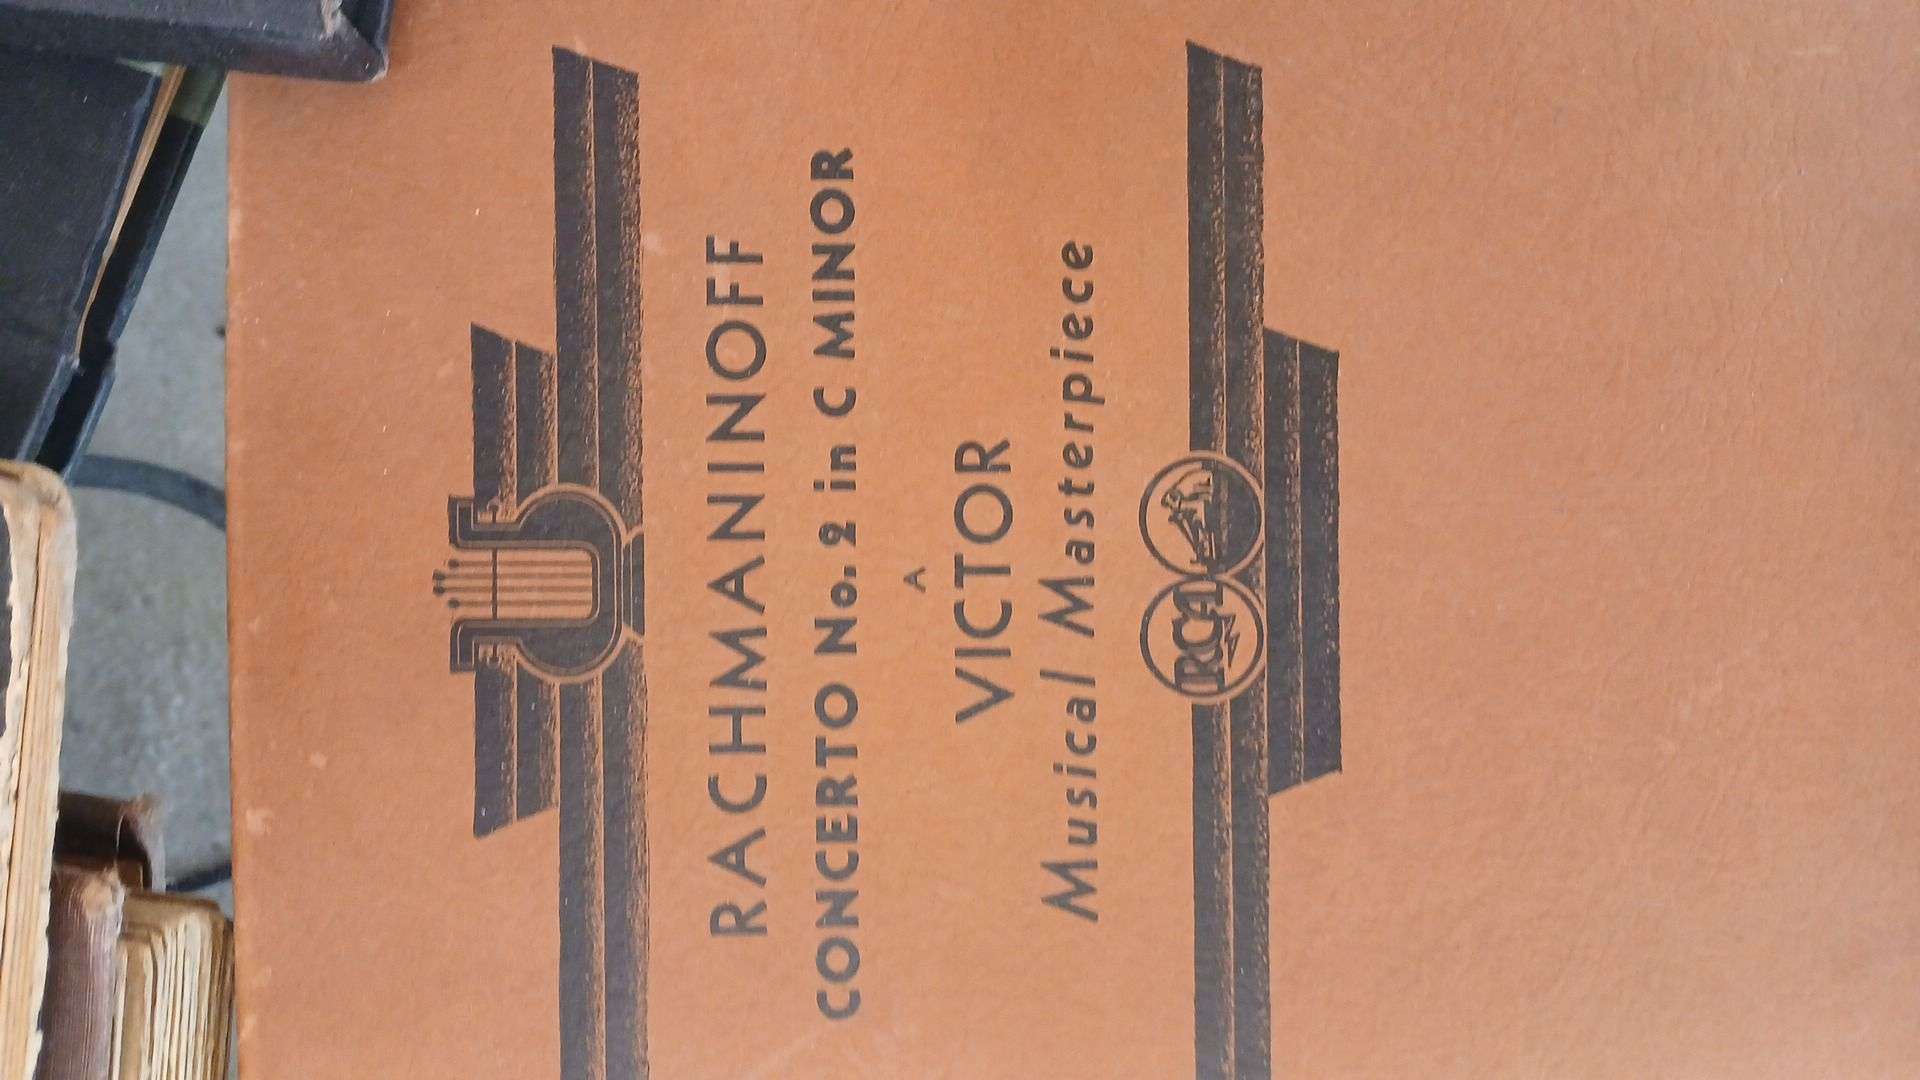 RACHMANINOFF
CONCERTO No. 2 in C MINOR
A
VICTOR
Musical Masterpiece
RCA